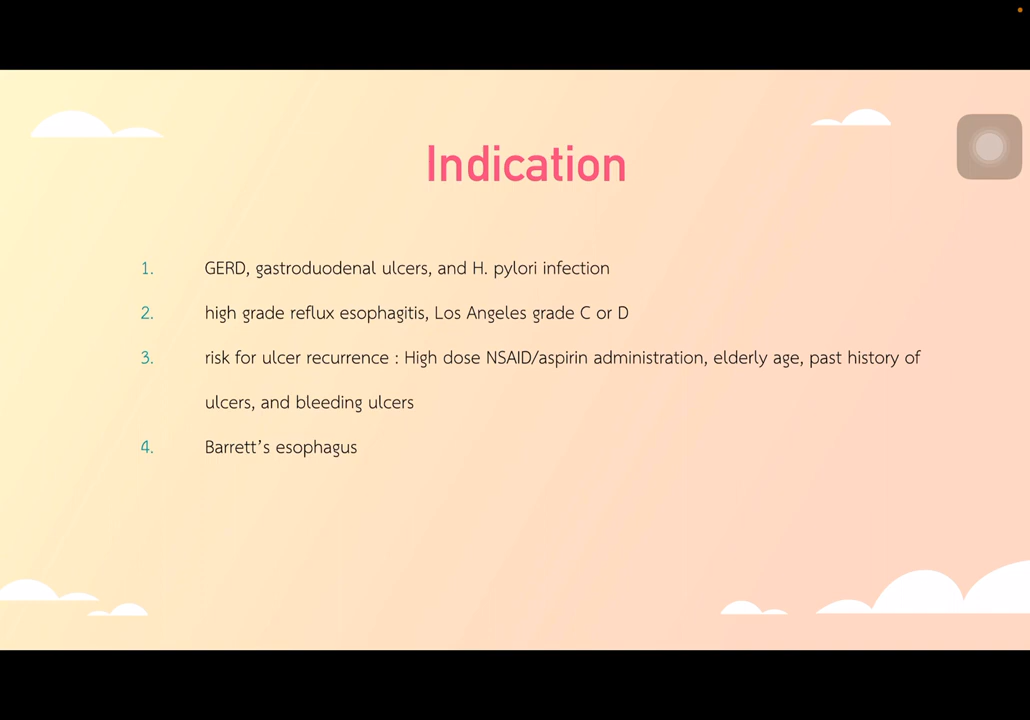 Indication
1. GERD, gastroduodenal ulcers, and H. pylori infection
2. high grade reflux esophagitis, Los Angeles grade C or D
3. risk for ulcer recurrence : High dose NSAID/aspirin administration, elderly age, past history of
ulcers, and bleeding ulcers
4. Barrett’s esophagus